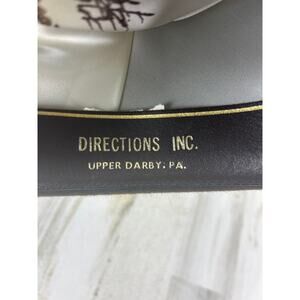 DIRECTIONS INC.
UPPER DARBY, PA.